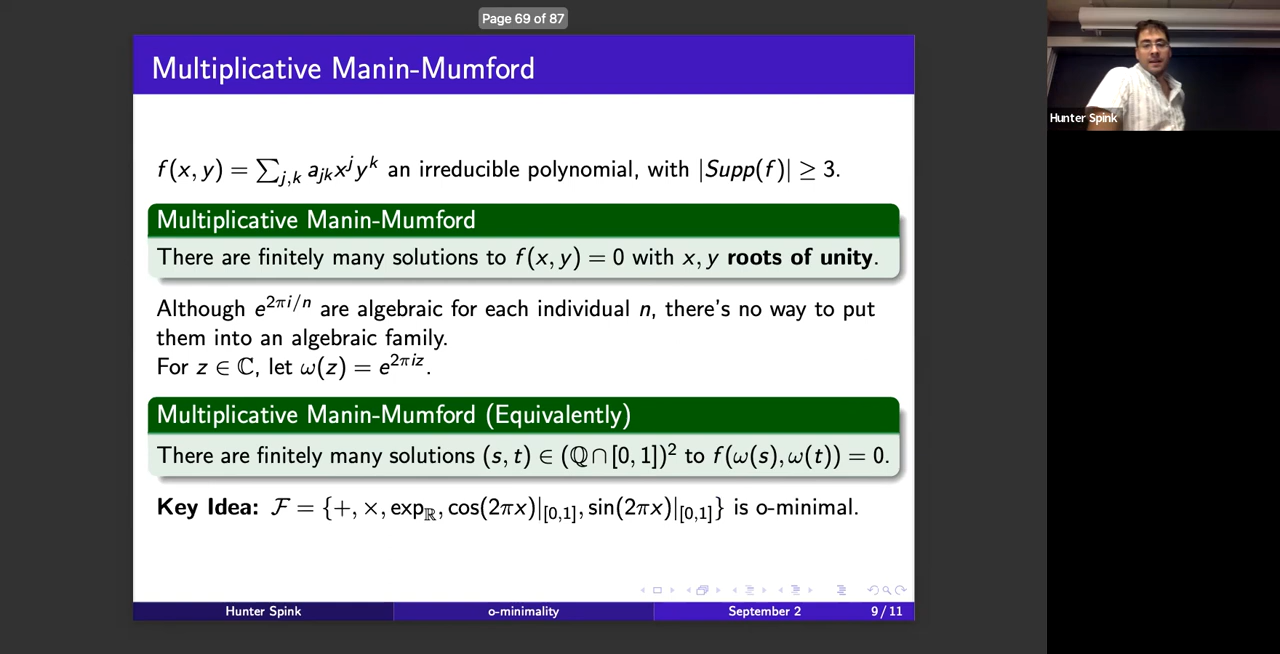 Page 69 of 87
Multiplicative Manin-Mumford
Hunter Spink
f(x, y) = ∑_{j,k} a_{jk}x^j y^k an irreducible polynomial, with |Supp(f)| ≥ 3.
Multiplicative Manin-Mumford
There are finitely many solutions to f(x, y) = 0 with x, y roots of unity.
Although e^{2πi/n} are algebraic for each individual n, there's no way to put
them into an algebraic family.
For z ∈ ℂ, let ω(z) = e^{2πiz}.
Multiplicative Manin-Mumford (Equivalently)
There are finitely many solutions (s, t) ∈ (ℚ∩[0, 1])² to f(ω(s), ω(t)) = 0.
Key Idea: ℱ = {+, ×, exp_ℝ, cos(2πx)|_{[0,1]}, sin(2πx)|_{[0,1]}} is o-minimal.
Hunter Spink o-minimality September 2 9 / 11